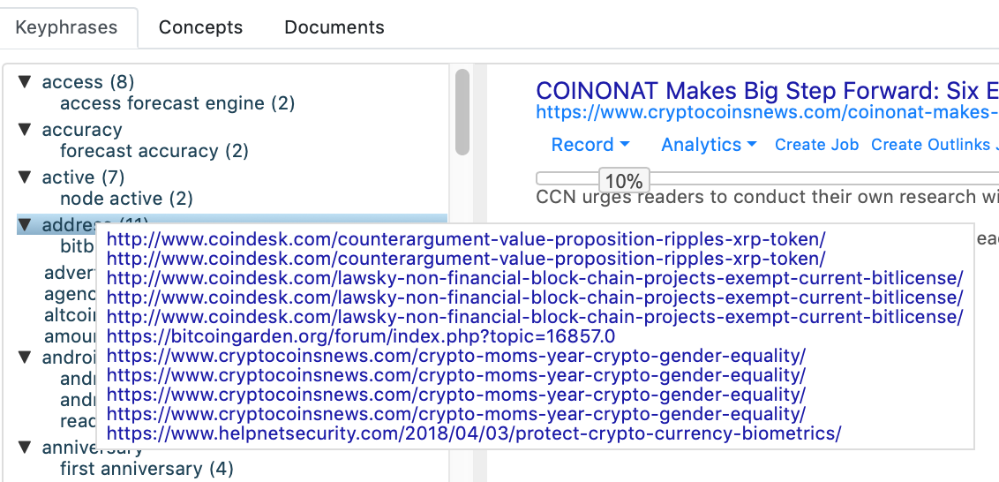 Keyphrases Concepts Documents
▼ access (8)
access forecast engine (2)
▼ accuracy
forecast accuracy (2)
▼ active (7)
node active (2)
▼ address (11)
bitb
adver
agenc
altcoin
amour
▼ androi
and
and
read
▼ anniversary
first anniversary (4)
COINONAT Makes Big Step Forward: Six E
https://www.cryptocoinsnews.com/coinonat-makes-
Record Analytics Create Job Create Outlinks J
10%
CCN urges readers to conduct their own research wi
eac
http://www.coindesk.com/counterargument-value-proposition-ripples-xrp-token/
http://www.coindesk.com/counterargument-value-proposition-ripples-xrp-token/
http://www.coindesk.com/lawsky-non-financial-block-chain-projects-exempt-current-bitlicense/
http://www.coindesk.com/lawsky-non-financial-block-chain-projects-exempt-current-bitlicense/
http://www.coindesk.com/lawsky-non-financial-block-chain-projects-exempt-current-bitlicense/
https://bitcoingarden.org/forum/index.php?topic=16857.0
https://www.cryptocoinsnews.com/crypto-moms-year-crypto-gender-equality/
https://www.cryptocoinsnews.com/crypto-moms-year-crypto-gender-equality/
https://www.cryptocoinsnews.com/crypto-moms-year-crypto-gender-equality/
https://www.cryptocoinsnews.com/crypto-moms-year-crypto-gender-equality/
https://www.helpnetsecurity.com/2018/04/03/protect-crypto-currency-biometrics/